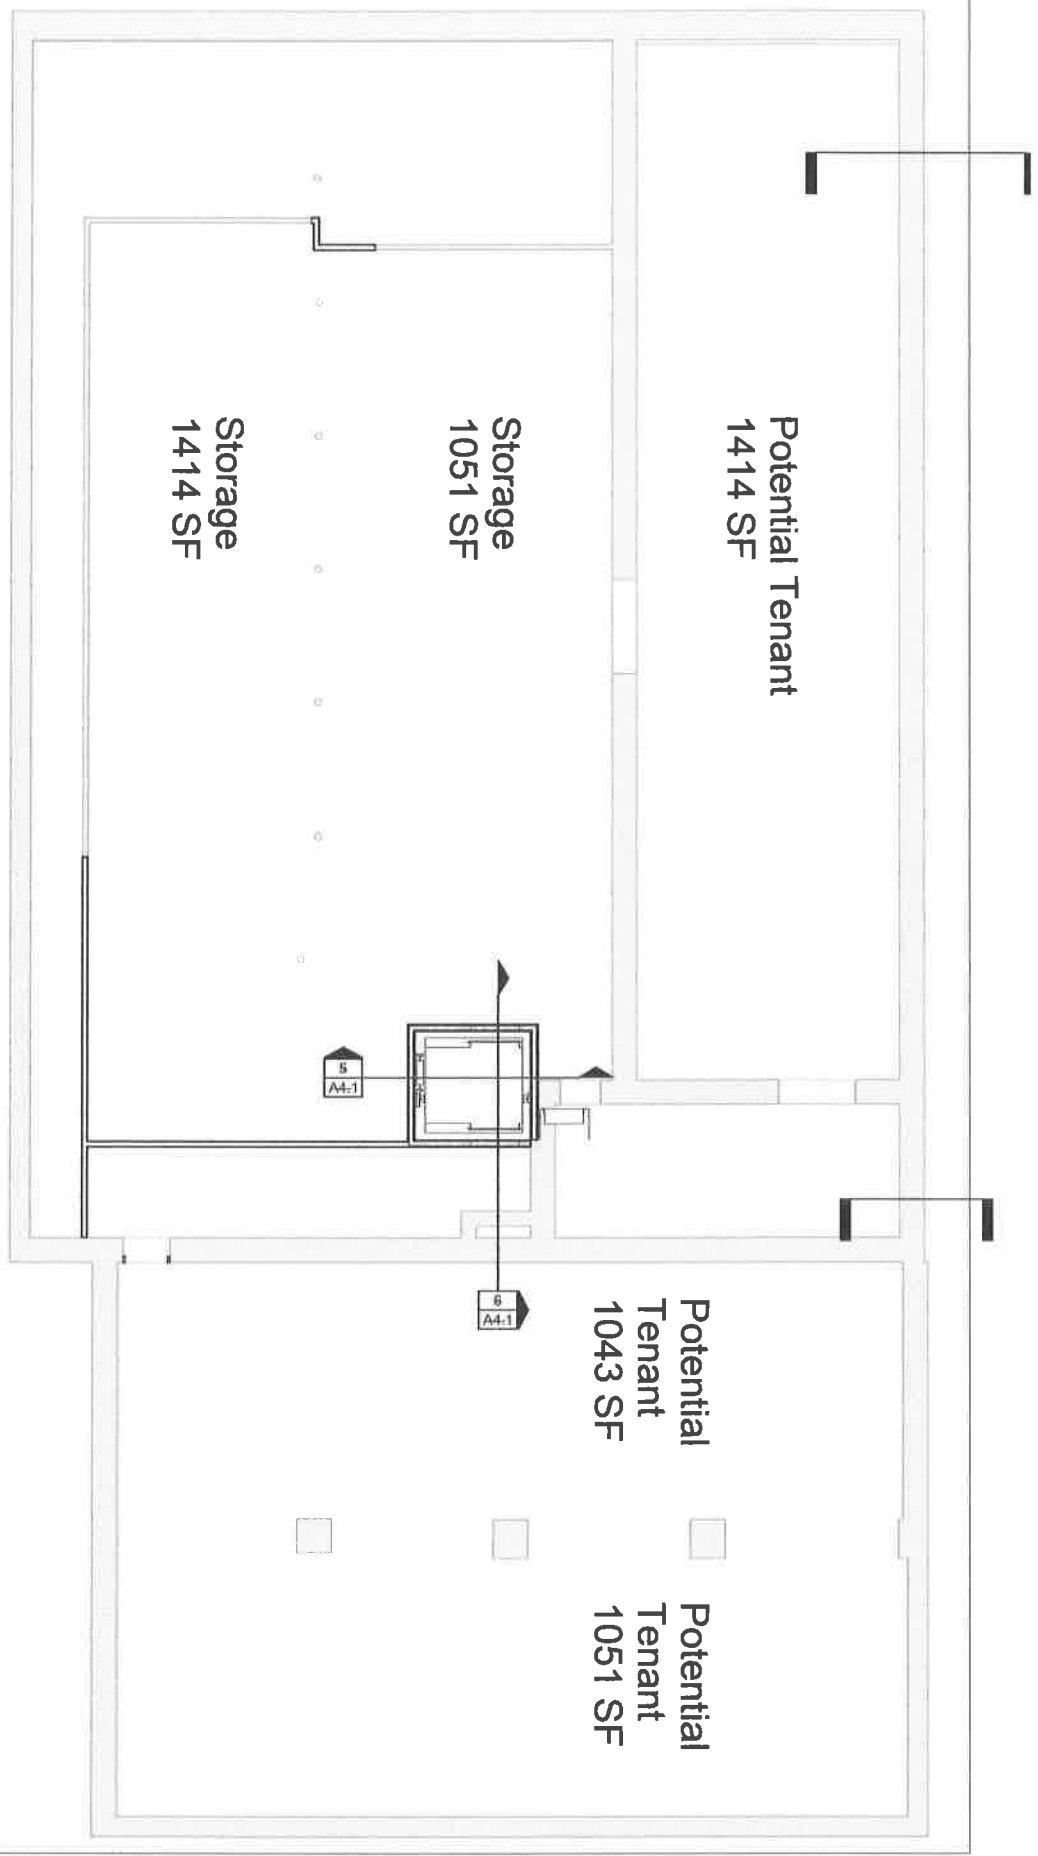 Potential Tenant
1414 SF
Storage
1051 SF
Storage
1414 SF
5
A4.1
6
A4.1
Potential
Tenant
1043 SF
Potential
Tenant
1051 SF